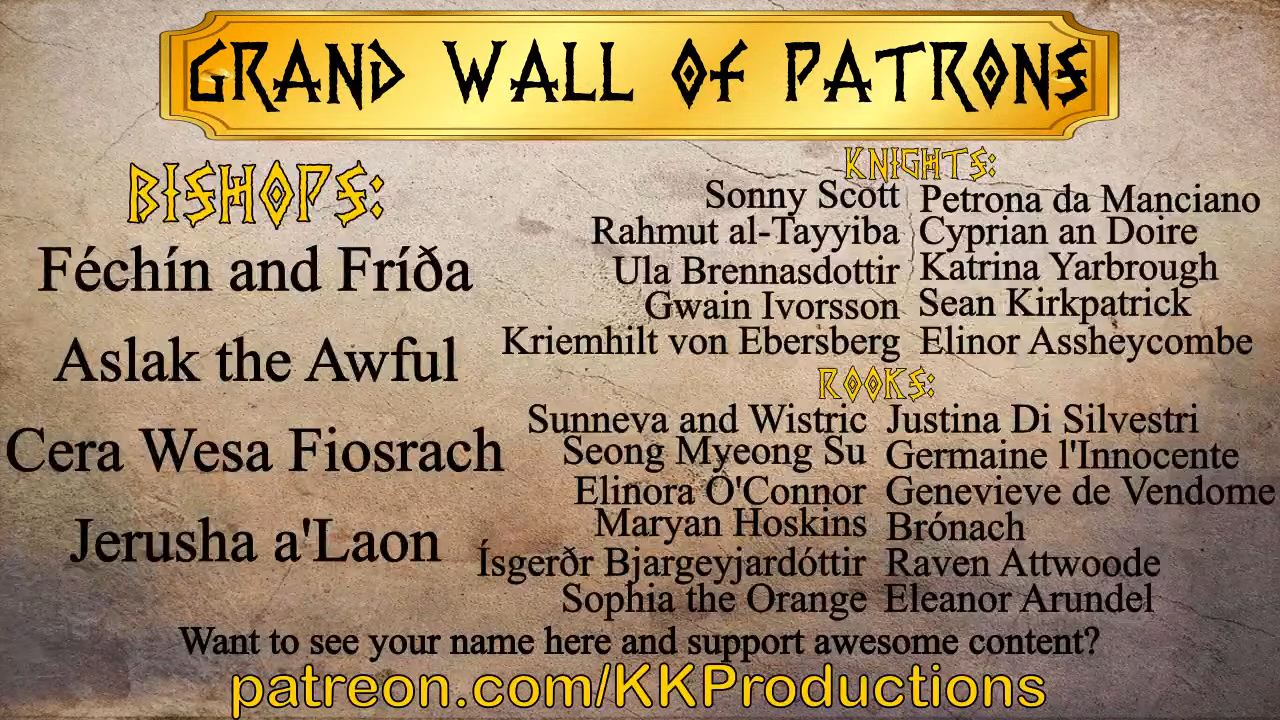 GRAND WALL OF PATRONS
BISHOPS:
Féchín and Fríða
Aslak the Awful
Cera Wesa Fiosrach
Jerusha a'Laon
KNIGHTS:
Sonny Scott Petrona da Manciano
Rahmut al-Tayyiba Cyprian an Doire
Ula Brennasdottir Katrina Yarbrough
Gwain Ivorsson Sean Kirkpatrick
Kriemhilt von Ebersberg Elinor Assheycombe
ROOKS:
Sunneva and Wistric Justina Di Silvestri
Seong Myeong Su Germaine l'Innocente
Elinora O'Connor Genevieve de Vendome
Maryan Hoskins Brónach
Ísgerðr Bjargeyjardóttir Raven Attwoode
Sophia the Orange Eleanor Arundel
Want to see your name here and support awesome content?
patreon.com/KKProductions